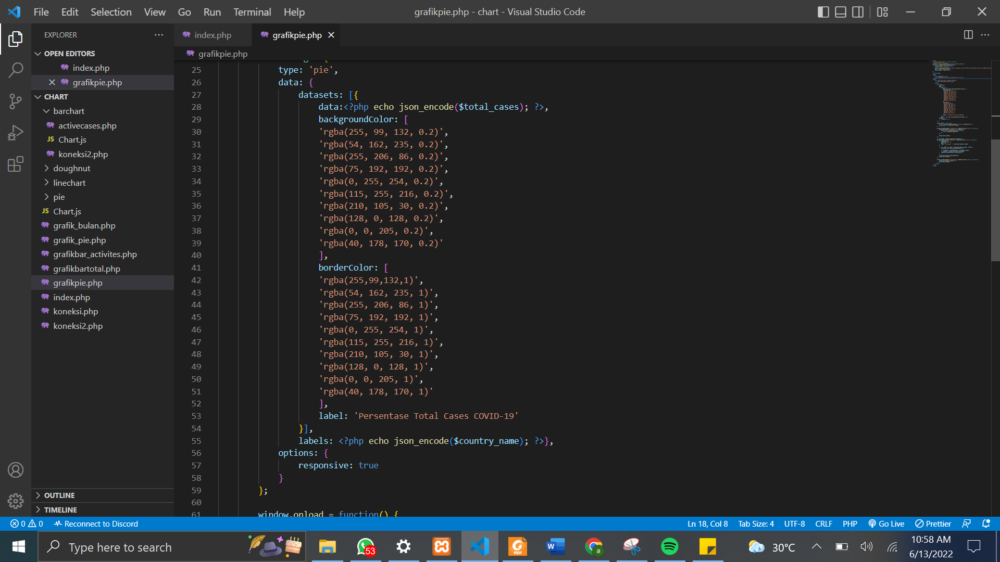 File Edit Selection View Go Run Terminal Help
grafikpie.php - chart - Visual Studio Code
EXPLORER
OPEN EDITORS
index.php
grafikpie.php
CHART
barchart
activecases.php
JS Chart.js
koneksi2.php
doughnut
linechart
pie
JS Chart.js
grafik_bulan.php
grafik_pie.php
grafikbar_activites.php
grafikbartotal.php
grafikpie.php
index.php
koneksi.php
koneksi2.php
OUTLINE
TIMELINE
index.php grafikpie.php
grafikpie.php
25 type: 'pie',
26 data: {
27 datasets: [{
28 data:<?php echo json_encode($total_cases); ?>,
29 backgroundColor: [
30 'rgba(255, 99, 132, 0.2)',
31 'rgba(54, 162, 235, 0.2)',
32 'rgba(255, 206, 86, 0.2)',
33 'rgba(75, 192, 192, 0.2)',
34 'rgba(0, 255, 254, 0.2)',
35 'rgba(115, 255, 216, 0.2)',
36 'rgba(210, 105, 30, 0.2)',
37 'rgba(128, 0, 128, 0.2)',
38 'rgba(0, 0, 205, 0.2)',
39 'rgba(40, 178, 170, 0.2)'
40 ],
41 borderColor: [
42 'rgba(255,99,132,1)',
43 'rgba(54, 162, 235, 1)',
44 'rgba(255, 206, 86, 1)',
45 'rgba(75, 192, 192, 1)',
46 'rgba(0, 255, 254, 1)',
47 'rgba(115, 255, 216, 1)',
48 'rgba(210, 105, 30, 1)',
49 'rgba(128, 0, 128, 1)',
50 'rgba(0, 0, 205, 1)',
51 'rgba(40, 178, 170, 1)'
52 ],
53 label: 'Persentase Total Cases COVID-19'
54 }],
55 labels: <?php echo json_encode($country_name); ?>},
56 options: {
57 responsive: true
58 }
59 };
60
61 window.onload = function() {
0 0 Reconnect to Discord
Ln 18, Col 8 Tab Size: 4 UTF-8 CRLF PHP Go Live Prettier
Type here to search
53
PDF
W
a
30°C
10:58 AM
6/13/2022